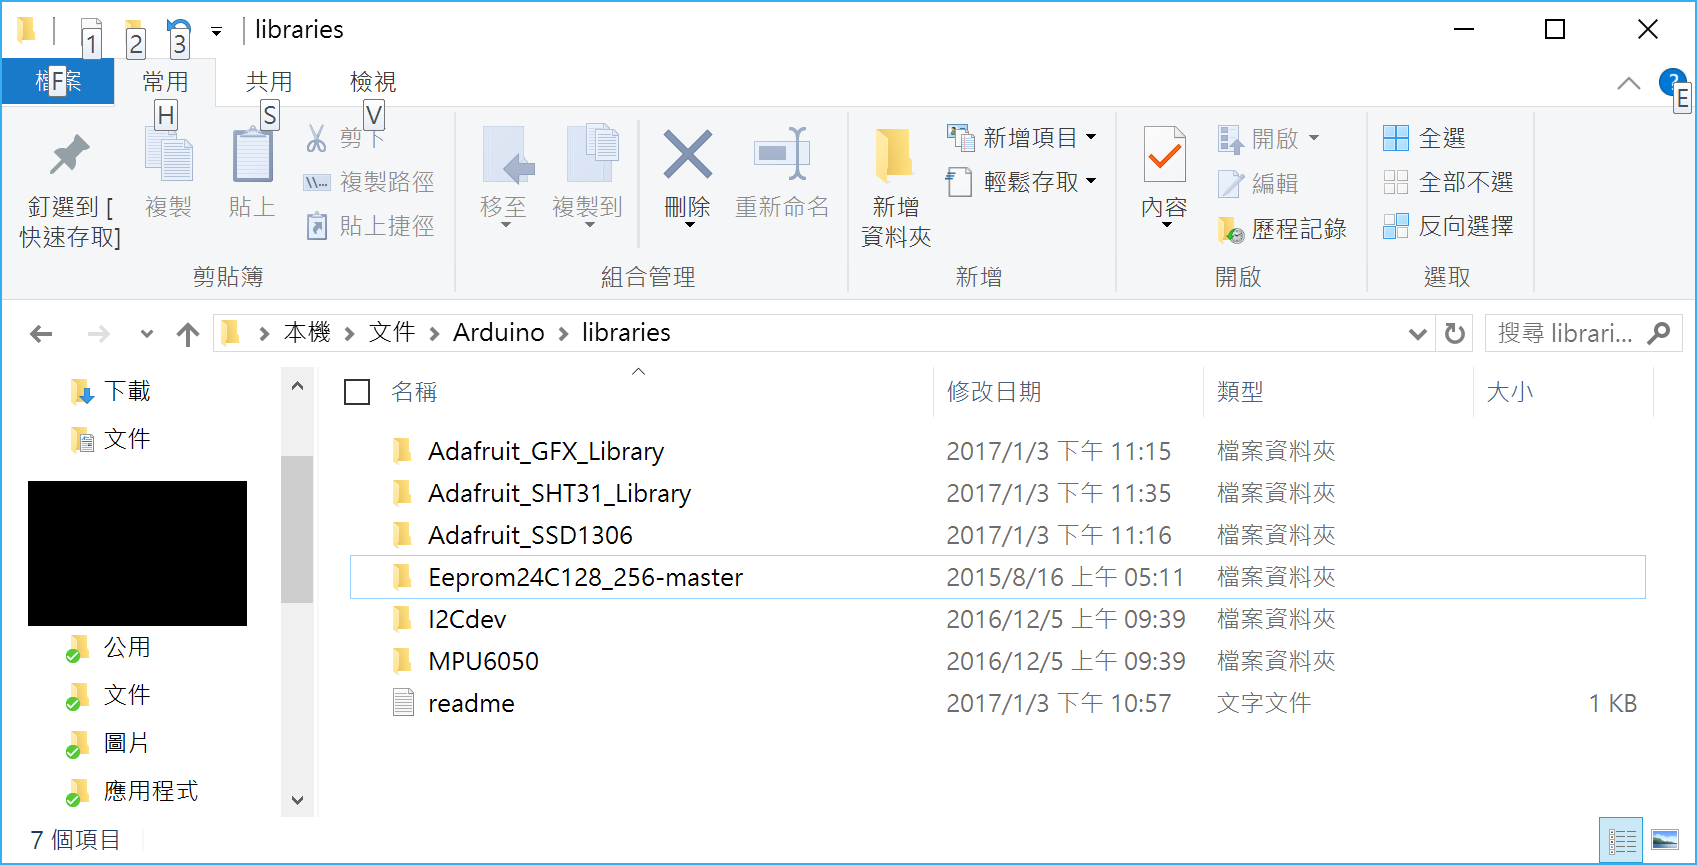 1 2 3 libraries
檔案 F 常用 共用 檢視
H S V E
釘選到 [
快速存取]
複製
貼上
剪下
複製路徑
貼上捷徑
剪貼簿
移至
複製到
刪除
重新命名
組合管理
新增
資料夾
新增項目
輕鬆存取
新增
內容
開啟
編輯
歷程記錄
開啟
全選
全部不選
反向選擇
選取
本機 文件 Arduino libraries
搜尋 librari...
下載
文件
公用
文件
圖片
應用程式
名稱 修改日期 類型 大小
Adafruit_GFX_Library 2017/1/3 下午 11:15 檔案資料夾
Adafruit_SHT31_Library 2017/1/3 下午 11:35 檔案資料夾
Adafruit_SSD1306 2017/1/3 下午 11:16 檔案資料夾
Eeprom24C128_256-master 2015/8/16 上午 05:11 檔案資料夾
I2Cdev 2016/12/5 上午 09:39 檔案資料夾
MPU6050 2016/12/5 上午 09:39 檔案資料夾
readme 2017/1/3 下午 10:57 文字文件 1 KB
7 個項目